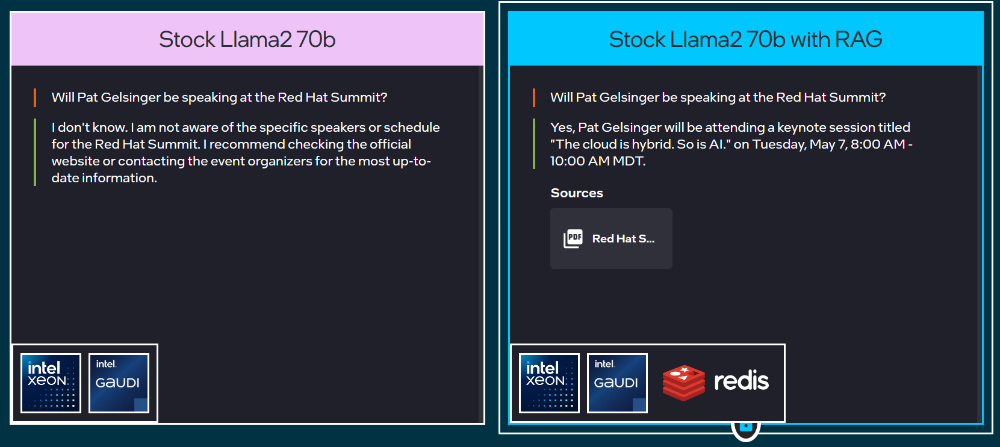 Stock Llama2 70b
Will Pat Gelsinger be speaking at the Red Hat Summit?
I don't know. I am not aware of the specific speakers or schedule
for the Red Hat Summit. I recommend checking the official
website or contacting the event organizers for the most up-to-
date information.
intel
XEON
intel.
GAUDI
Stock Llama2 70b with RAG
Will Pat Gelsinger be speaking at the Red Hat Summit?
Yes, Pat Gelsinger will be attending a keynote session titled
"The cloud is hybrid. So is AI." on Tuesday, May 7, 8:00 AM -
10:00 AM MDT.
Sources
PDF
Red Hat S...
intel
XEON
intel.
GAUDI
redis